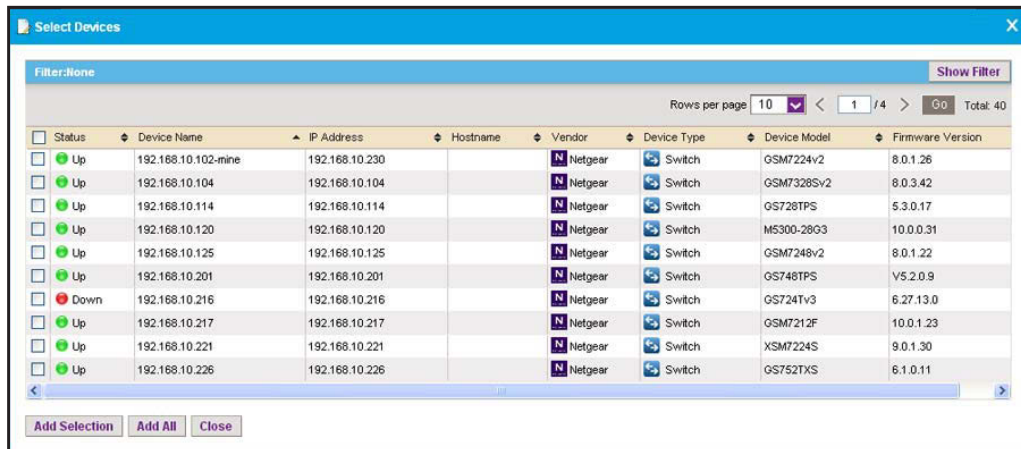 Select Devices X
Filter:None Show Filter
Rows per page 10 < 1 / 4 > Go Total: 40
Status Device Name IP Address Hostname Vendor Device Type Device Model Firmware Version
Up 192.168.10.102-mine 192.168.10.230 N Netgear Switch GSM7224v2 8.0.1.26
Up 192.168.10.104 192.168.10.104 N Netgear Switch GSM7328Sv2 8.0.3.42
Up 192.168.10.114 192.168.10.114 N Netgear Switch GS728TPS 5.3.0.17
Up 192.168.10.120 192.168.10.120 N Netgear Switch M5300-28G3 10.0.0.31
Up 192.168.10.125 192.168.10.125 N Netgear Switch GSM7248v2 8.0.1.22
Up 192.168.10.201 192.168.10.201 N Netgear Switch GS748TPS V5.2.0.9
Down 192.168.10.216 192.168.10.216 N Netgear Switch GS724Tv3 6.27.13.0
Up 192.168.10.217 192.168.10.217 N Netgear Switch GSM7212F 10.0.1.23
Up 192.168.10.221 192.168.10.221 N Netgear Switch XSM7224S 9.0.1.30
Up 192.168.10.226 192.168.10.226 N Netgear Switch GS752TXS 6.1.0.11
Add Selection Add All Close